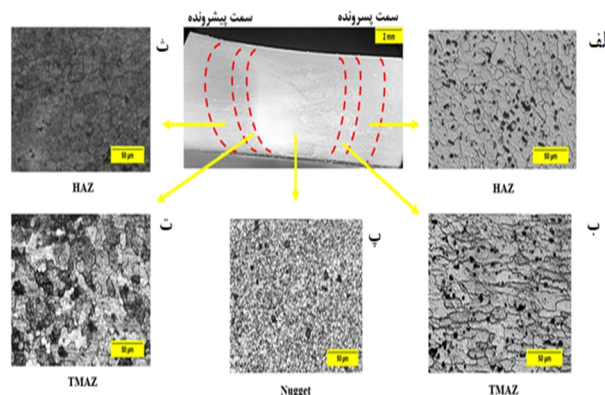 سمت پسرونده
سمت پیشرونده
2 mm
الف
50 μm
HAZ
ث
50 μm
HAZ
ب
50 μm
TMAZ
پ
50 μm
Nugget
ت
50 μm
TMAZ